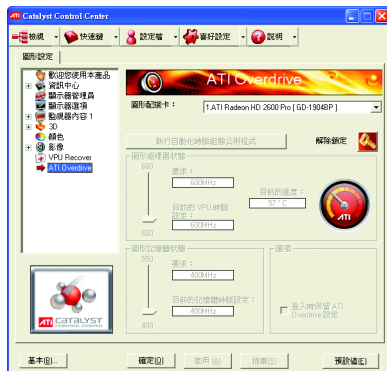 ATI Catalyst Control Center
檢視
快速鍵
設定檔
喜好設定
說明
圖形設定
歡迎您使用本產品
資訊中心
顯示器管理員
顯示器選項
監視器內容 1
3D
顏色
影像
VPU Recover
ATI Overdrive
CATALYST
CONTROL CENTER
ATI Overdrive
圖形配接卡：
1.ATI Radeon HD 2600 Pro [ GD-1904BP ]
執行自動化時脈組態公用程式
解除鎖定
圖形處理器狀態
660
要求：
600MHz
目前的 VPU 時脈
設定：
600MHz
600
目前的溫度：
57 ° C
ATI
圖形記憶體狀態
550
要求：
400MHz
目前的記憶體時脈設定：
400MHz
400
選項
登入時保留 ATI
Overdrive 設定
基本(B)...
確定(O)
套用(A)
捨棄(S)
預設值(E)